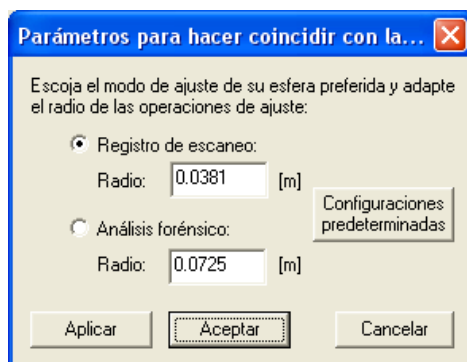 Parámetros para hacer coincidir con la...
Escoja el modo de ajuste de su esfera preferida y adapte
el radio de las operaciones de ajuste:
Registro de escaneo:
Radio: 0.0381 [m]
Configuraciones
predeterminadas
Análisis forénsico:
Radio: 0.0725 [m]
Aplicar Aceptar Cancelar